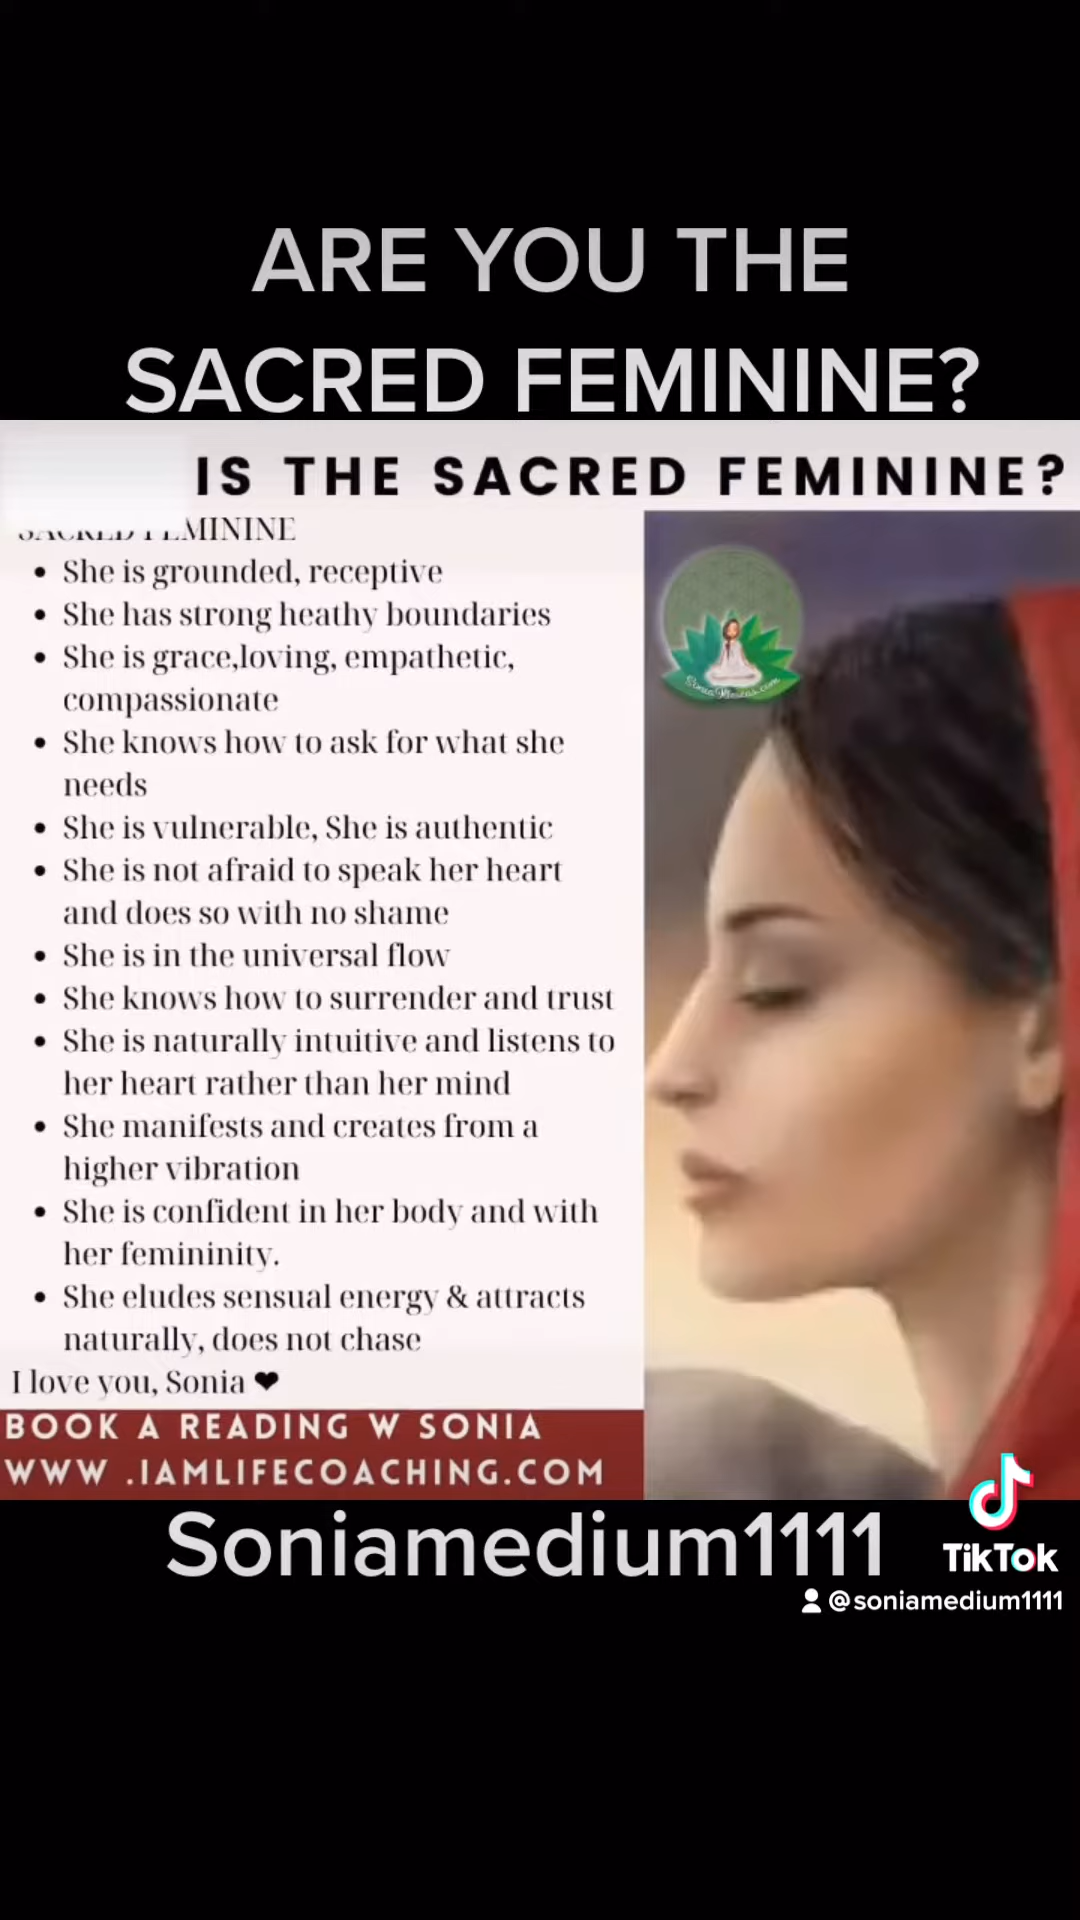 ARE YOU THE
SACRED FEMININE?
IS THE SACRED FEMININE?
SACRED FEMININE
• She is grounded, receptive
• She has strong heathy boundaries
• She is grace,loving, empathetic,
compassionate
• She knows how to ask for what she
needs
• She is vulnerable, She is authentic
• She is not afraid to speak her heart
and does so with no shame
• She is in the universal flow
• She knows how to surrender and trust
• She is naturally intuitive and listens to
her heart rather than her mind
• She manifests and creates from a
higher vibration
• She is confident in her body and with
her femininity.
• She eludes sensual energy & attracts
naturally, does not chase
I love you, Sonia ❤
BOOK A READING W SONIA
WWW .IAMLIFECOACHING.COM
Soniamedium1111
TikTok
@soniamedium1111